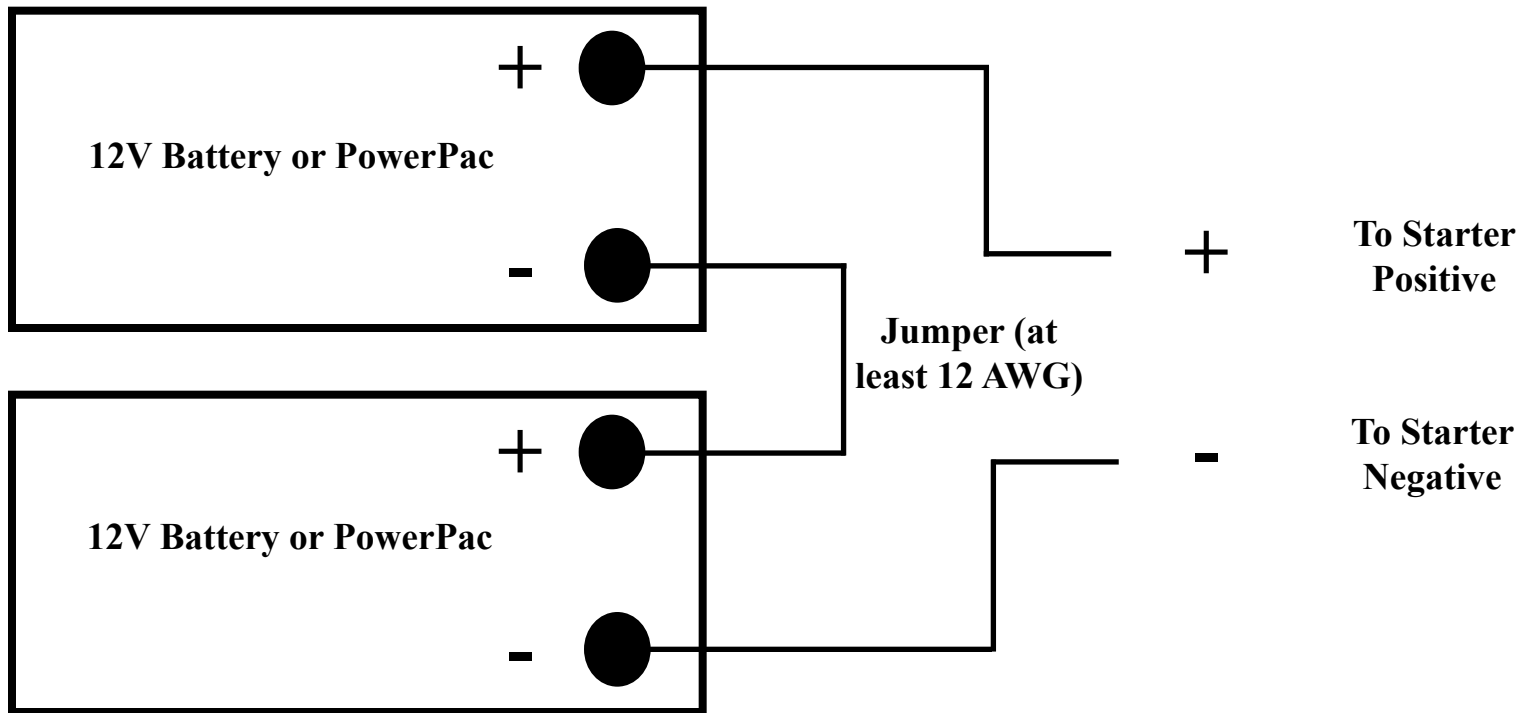 +
12V Battery or PowerPac
-
+
To Starter
Positive
Jumper (at
least 12 AWG)
+
12V Battery or PowerPac
-
-
To Starter
Negative